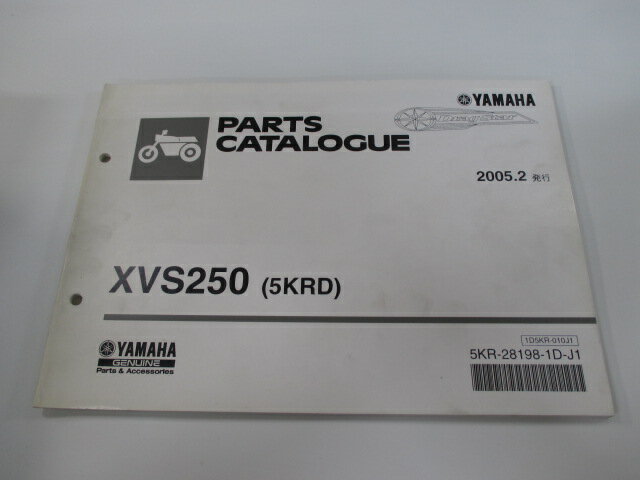 YAMAHA
DragStar
PARTS
CATALOGUE
2005.2 発行
XVS250 (5KRD)
YAMAHA
GENUINE
Parts & Accessories
1D5KR-010J1
5KR-28198-1D-J1